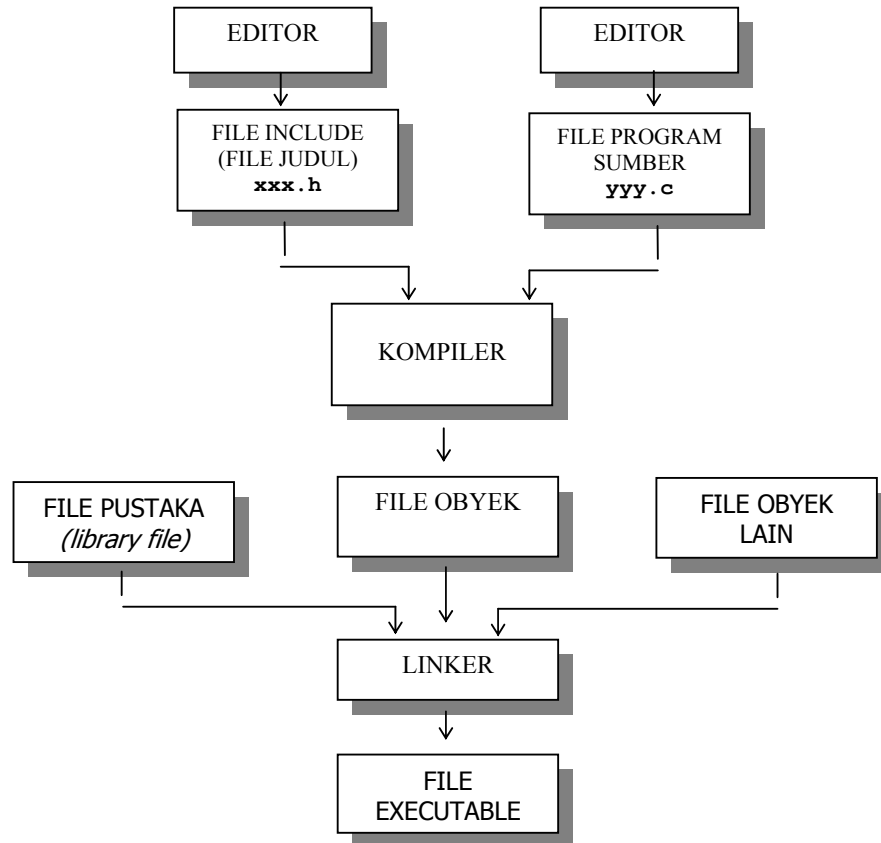 EDITOR
EDITOR
FILE INCLUDE
(FILE JUDUL)
xxx.h
FILE PROGRAM
SUMBER
yyy.c
KOMPILER
FILE PUSTAKA
(library file)
FILE OBYEK
FILE OBYEK
LAIN
LINKER
FILE
EXECUTABLE